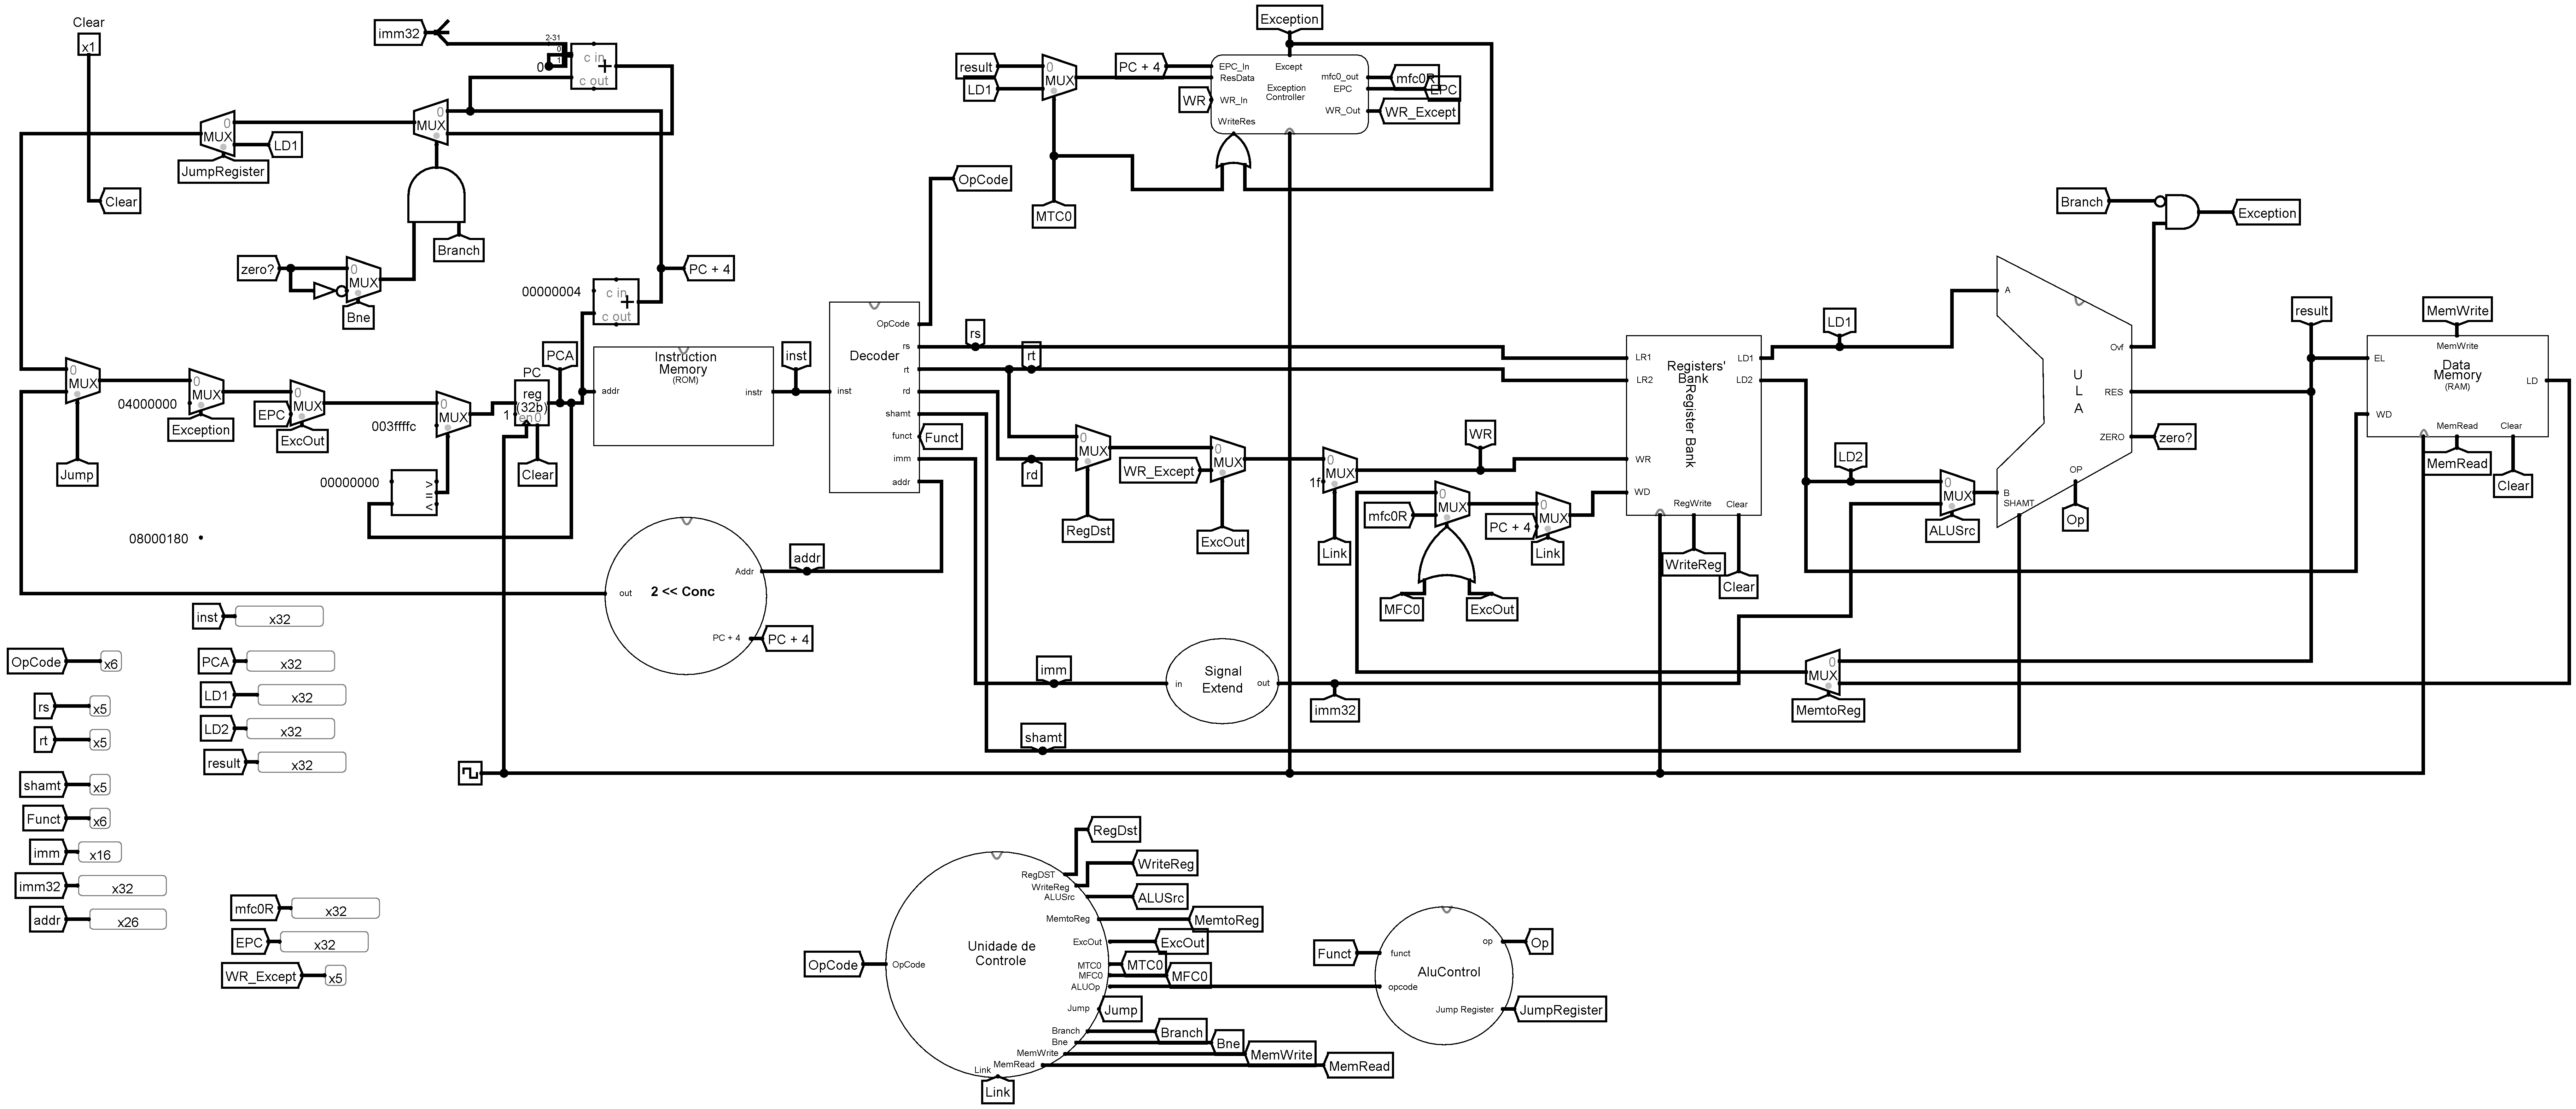 Clear
x1
Clear
imm32
2-31
0
1
0
c in
+
c out
0
MUX
LD1
JumpRegister
0
MUX
Branch
zero?
0
MUX
Bne
PC + 4
00000004
c in
+
c out
0
MUX
Jump
04000000
0
MUX
Exception
EPC
0
MUX
ExcOut
003ffffc
0
MUX
00000000
>
=
<
PC
reg
(32b)
1
en 0
Clear
PCA
Instruction
Memory
(ROM)
addr
instr
inst
08000180
2 << Conc
Addr
out
PC + 4
PC + 4
addr
Decoder
inst
OpCode
rs
rt
rd
shamt
funct
imm
addr
OpCode
rs
rt
rd
Funct
result
LD1
0
MUX
MTC0
PC + 4
WR
Exception
EPC_In
ResData
WR_In
WriteRes
Except
Exception
Controller
mfc0_out
EPC
WR_Out
mfc0R
EPC
WR_Except
0
MUX
RegDst
WR_Except
0
MUX
ExcOut
1f
0
MUX
Link
WR
mfc0R
0
MUX
MFC0
ExcOut
PC + 4
0
MUX
Link
LR1
LR2
WR
WD
Registers'
Bank
Register Bank
LD1
LD2
RegWrite
Clear
WriteReg
Clear
LD1
LD2
0
MUX
ALUSrc
A
B
SHAMT
U
L
A
Ovf
RES
ZERO
OP
Op
zero?
Branch
Exception
result
MemWrite
MemWrite
Data
Memory
(RAM)
EL
WD
LD
MemRead
Clear
MemRead
Clear
imm
in
Signal
Extend
out
imm32
0
MUX
MemtoReg
shamt
inst
x32
OpCode
x6
PCA
x32
rs
x5
LD1
x32
rt
x5
LD2
x32
result
x32
shamt
x5
Funct
x6
imm
x16
imm32
x32
addr
x26
mfc0R
x32
EPC
x32
WR_Except
x5
OpCode
OpCode
Unidade de
Controle
RegDST
WriteReg
ALUSrc
MemtoReg
ExcOut
MTC0
MFC0
ALUOp
Jump
Branch
Bne
MemWrite
MemRead
Link
RegDst
WriteReg
ALUSrc
MemtoReg
ExcOut
MTC0
MFC0
Jump
Branch
Bne
MemWrite
MemRead
Link
Funct
funct
opcode
AluControl
op
Jump Register
Op
JumpRegister